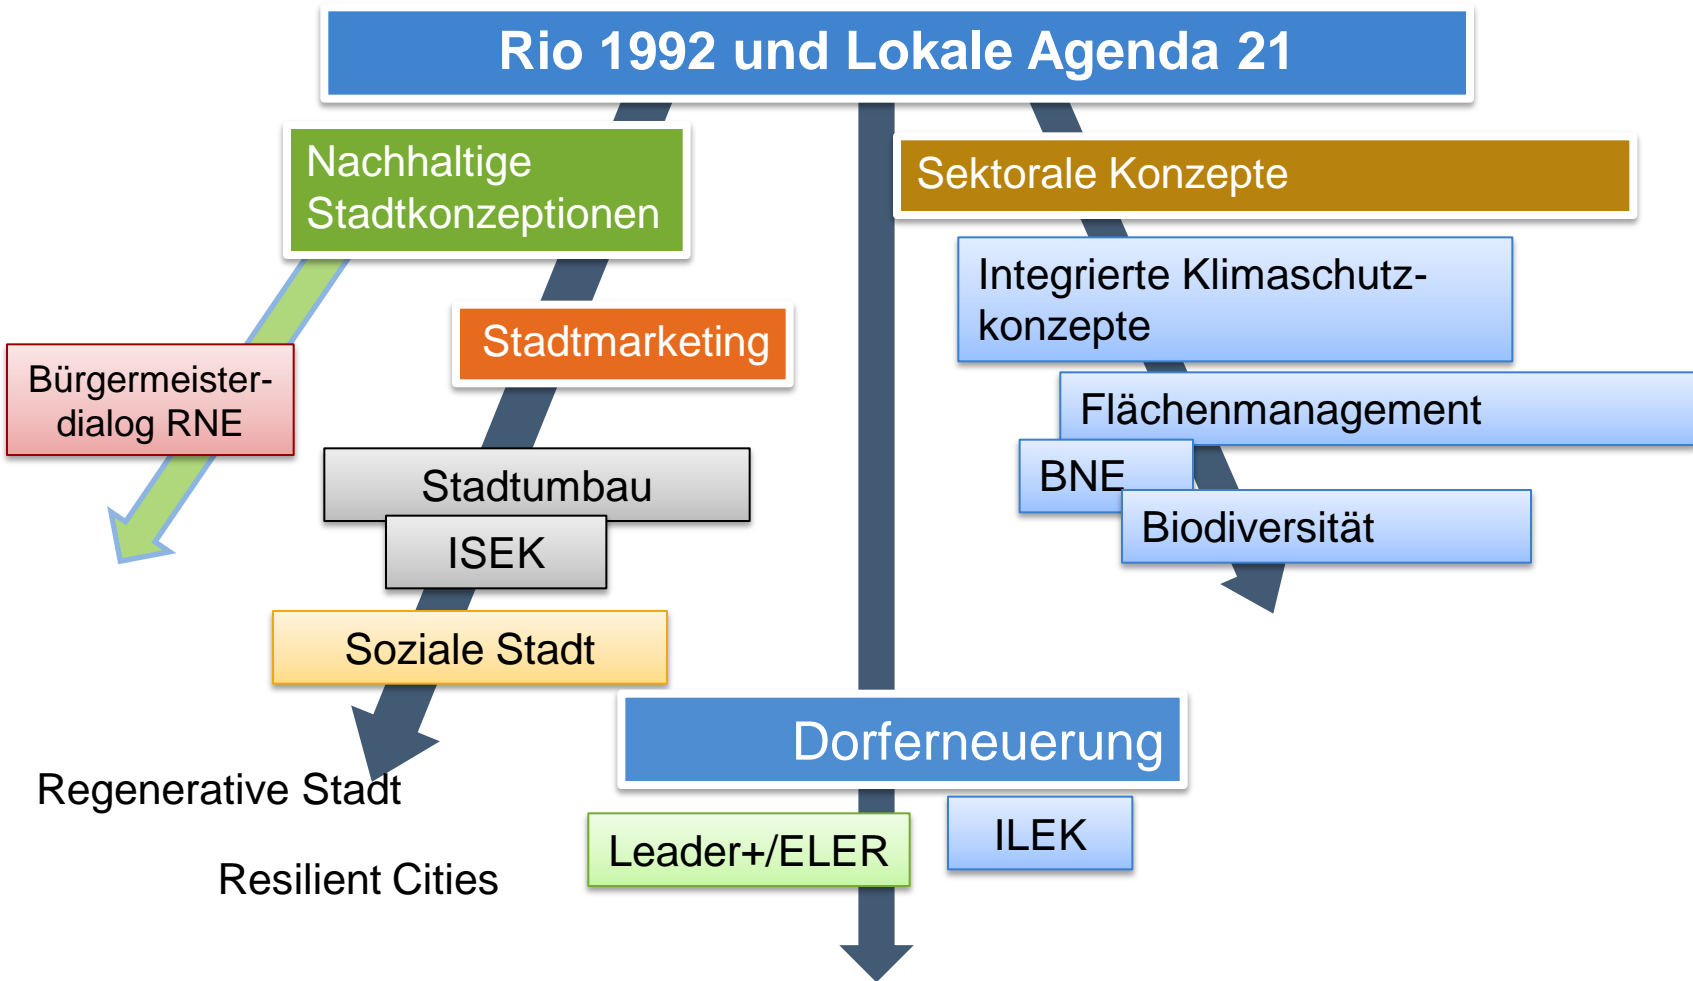 Rio 1992 und Lokale Agenda 21
Nachhaltige
Stadtkonzeptionen
Sektorale Konzepte
Integrierte Klimaschutz-
konzepte
Stadtmarketing
Bürgermeister-
dialog RNE
Flächenmanagement
BNE
Stadtumbau
Biodiversität
ISEK
Soziale Stadt
Dorferneuerung
Regenerative Stadt
Leader+/ELER
ILEK
Resilient Cities